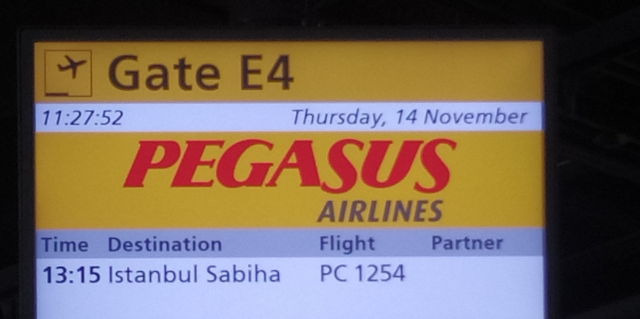 Gate E4
11:27:52 Thursday, 14 November
PEGASUS
AIRLINES
Time Destination Flight Partner
13:15 Istanbul Sabiha PC 1254